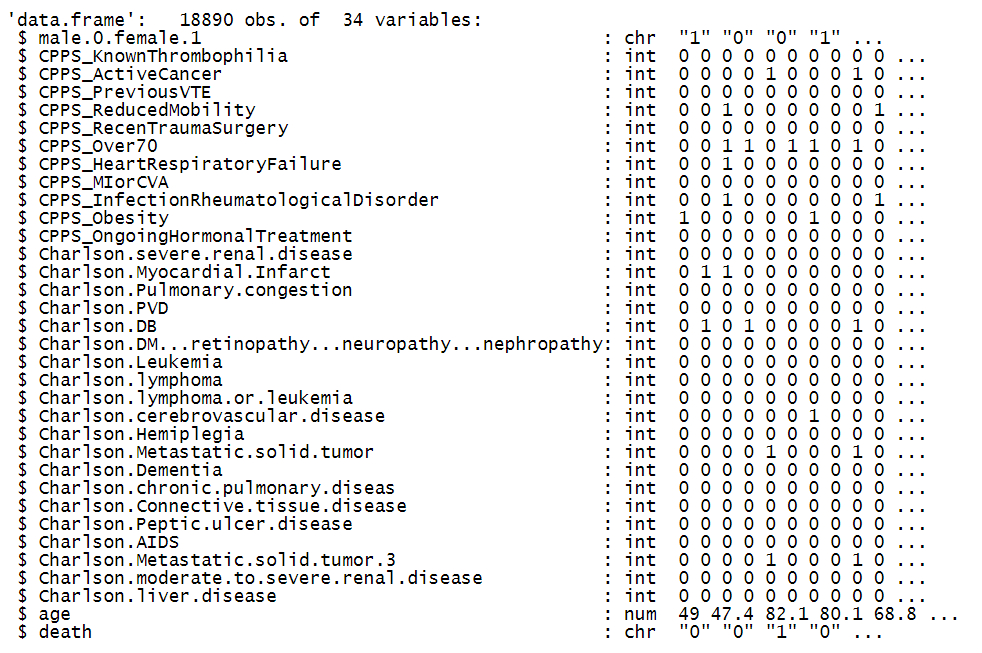 'data.frame':   18890 obs. of  34 variables:
 $ male.0.female.1                                     : chr  "1" "0" "0" "1" ...
 $ CPPS_KnownThrombophilia                             : int  0 0 0 0 0 0 0 0 0 0 ...
 $ CPPS_ActiveCancer                                   : int  0 0 0 0 1 0 0 0 1 0 ...
 $ CPPS_PreviousVTE                                    : int  0 0 0 0 0 0 0 0 0 0 ...
 $ CPPS_ReducedMobility                                : int  0 0 1 0 0 0 0 0 0 1 ...
 $ CPPS_RecenTraumaSurgery                             : int  0 0 0 0 0 0 0 0 0 0 ...
 $ CPPS_Over70                                         : int  0 0 1 1 0 1 1 0 1 0 ...
 $ CPPS_HeartRespiratoryFailure                        : int  0 0 1 0 0 0 0 0 0 0 ...
 $ CPPS_MIorCVA                                        : int  0 0 0 0 0 0 0 0 0 0 ...
 $ CPPS_InfectionRheumatologicalDisorder               : int  0 0 1 0 0 0 0 0 0 1 ...
 $ CPPS_Obesity                                        : int  1 0 0 0 0 0 1 0 0 0 ...
 $ CPPS_OngoingHormonalTreatment                       : int  0 0 0 0 0 0 0 0 0 0 ...
 $ Charlson.severe.renal.disease                       : int  0 0 0 0 0 0 0 0 0 0 ...
 $ Charlson.Myocardial.Infarct                         : int  0 1 1 0 0 0 0 0 0 0 ...
 $ Charlson.Pulmonary.congestion                       : int  0 0 0 0 0 0 0 0 0 0 ...
 $ Charlson.PVD                                        : int  0 0 0 0 0 0 0 0 0 0 ...
 $ Charlson.DB                                         : int  0 1 0 1 0 0 0 0 1 0 ...
 $ Charlson.DM...retinopathy...neuropathy...nephropathy: int  0 0 0 0 0 0 0 0 0 0 ...
 $ Charlson.Leukemia                                   : int  0 0 0 0 0 0 0 0 0 0 ...
 $ Charlson.lymphoma                                   : int  0 0 0 0 0 0 0 0 0 0 ...
 $ Charlson.lymphoma.or.leukemia                       : int  0 0 0 0 0 0 0 0 0 0 ...
 $ Charlson.cerebrovascular.disease                    : int  0 0 0 0 0 0 1 0 0 0 ...
 $ Charlson.Hemiplegia                                 : int  0 0 0 0 0 0 0 0 0 0 ...
 $ Charlson.Metastatic.solid.tumor                     : int  0 0 0 0 1 0 0 0 1 0 ...
 $ Charlson.Dementia                                   : int  0 0 0 0 0 0 0 0 0 0 ...
 $ Charlson.chronic.pulmonary.diseas                   : int  0 0 0 0 0 0 0 0 0 0 ...
 $ Charlson.Connective.tissue.disease                  : int  0 0 0 0 0 0 0 0 0 0 ...
 $ Charlson.Peptic.ulcer.disease                       : int  0 0 0 0 0 0 0 0 0 0 ...
 $ Charlson.AIDS                                       : int  0 0 0 0 0 0 0 0 0 0 ...
 $ Charlson.Metastatic.solid.tumor.3                   : int  0 0 0 0 1 0 0 0 1 0 ...
 $ Charlson.moderate.to.severe.renal.disease           : int  0 0 0 0 0 0 0 0 0 0 ...
 $ Charlson.liver.disease                              : int  0 0 0 0 0 0 0 0 0 0 ...
 $ age                                                 : num  49 47.4 82.1 80.1 68.8 ...
 $ death                                               : chr  "0" "0" "1" "0" ...